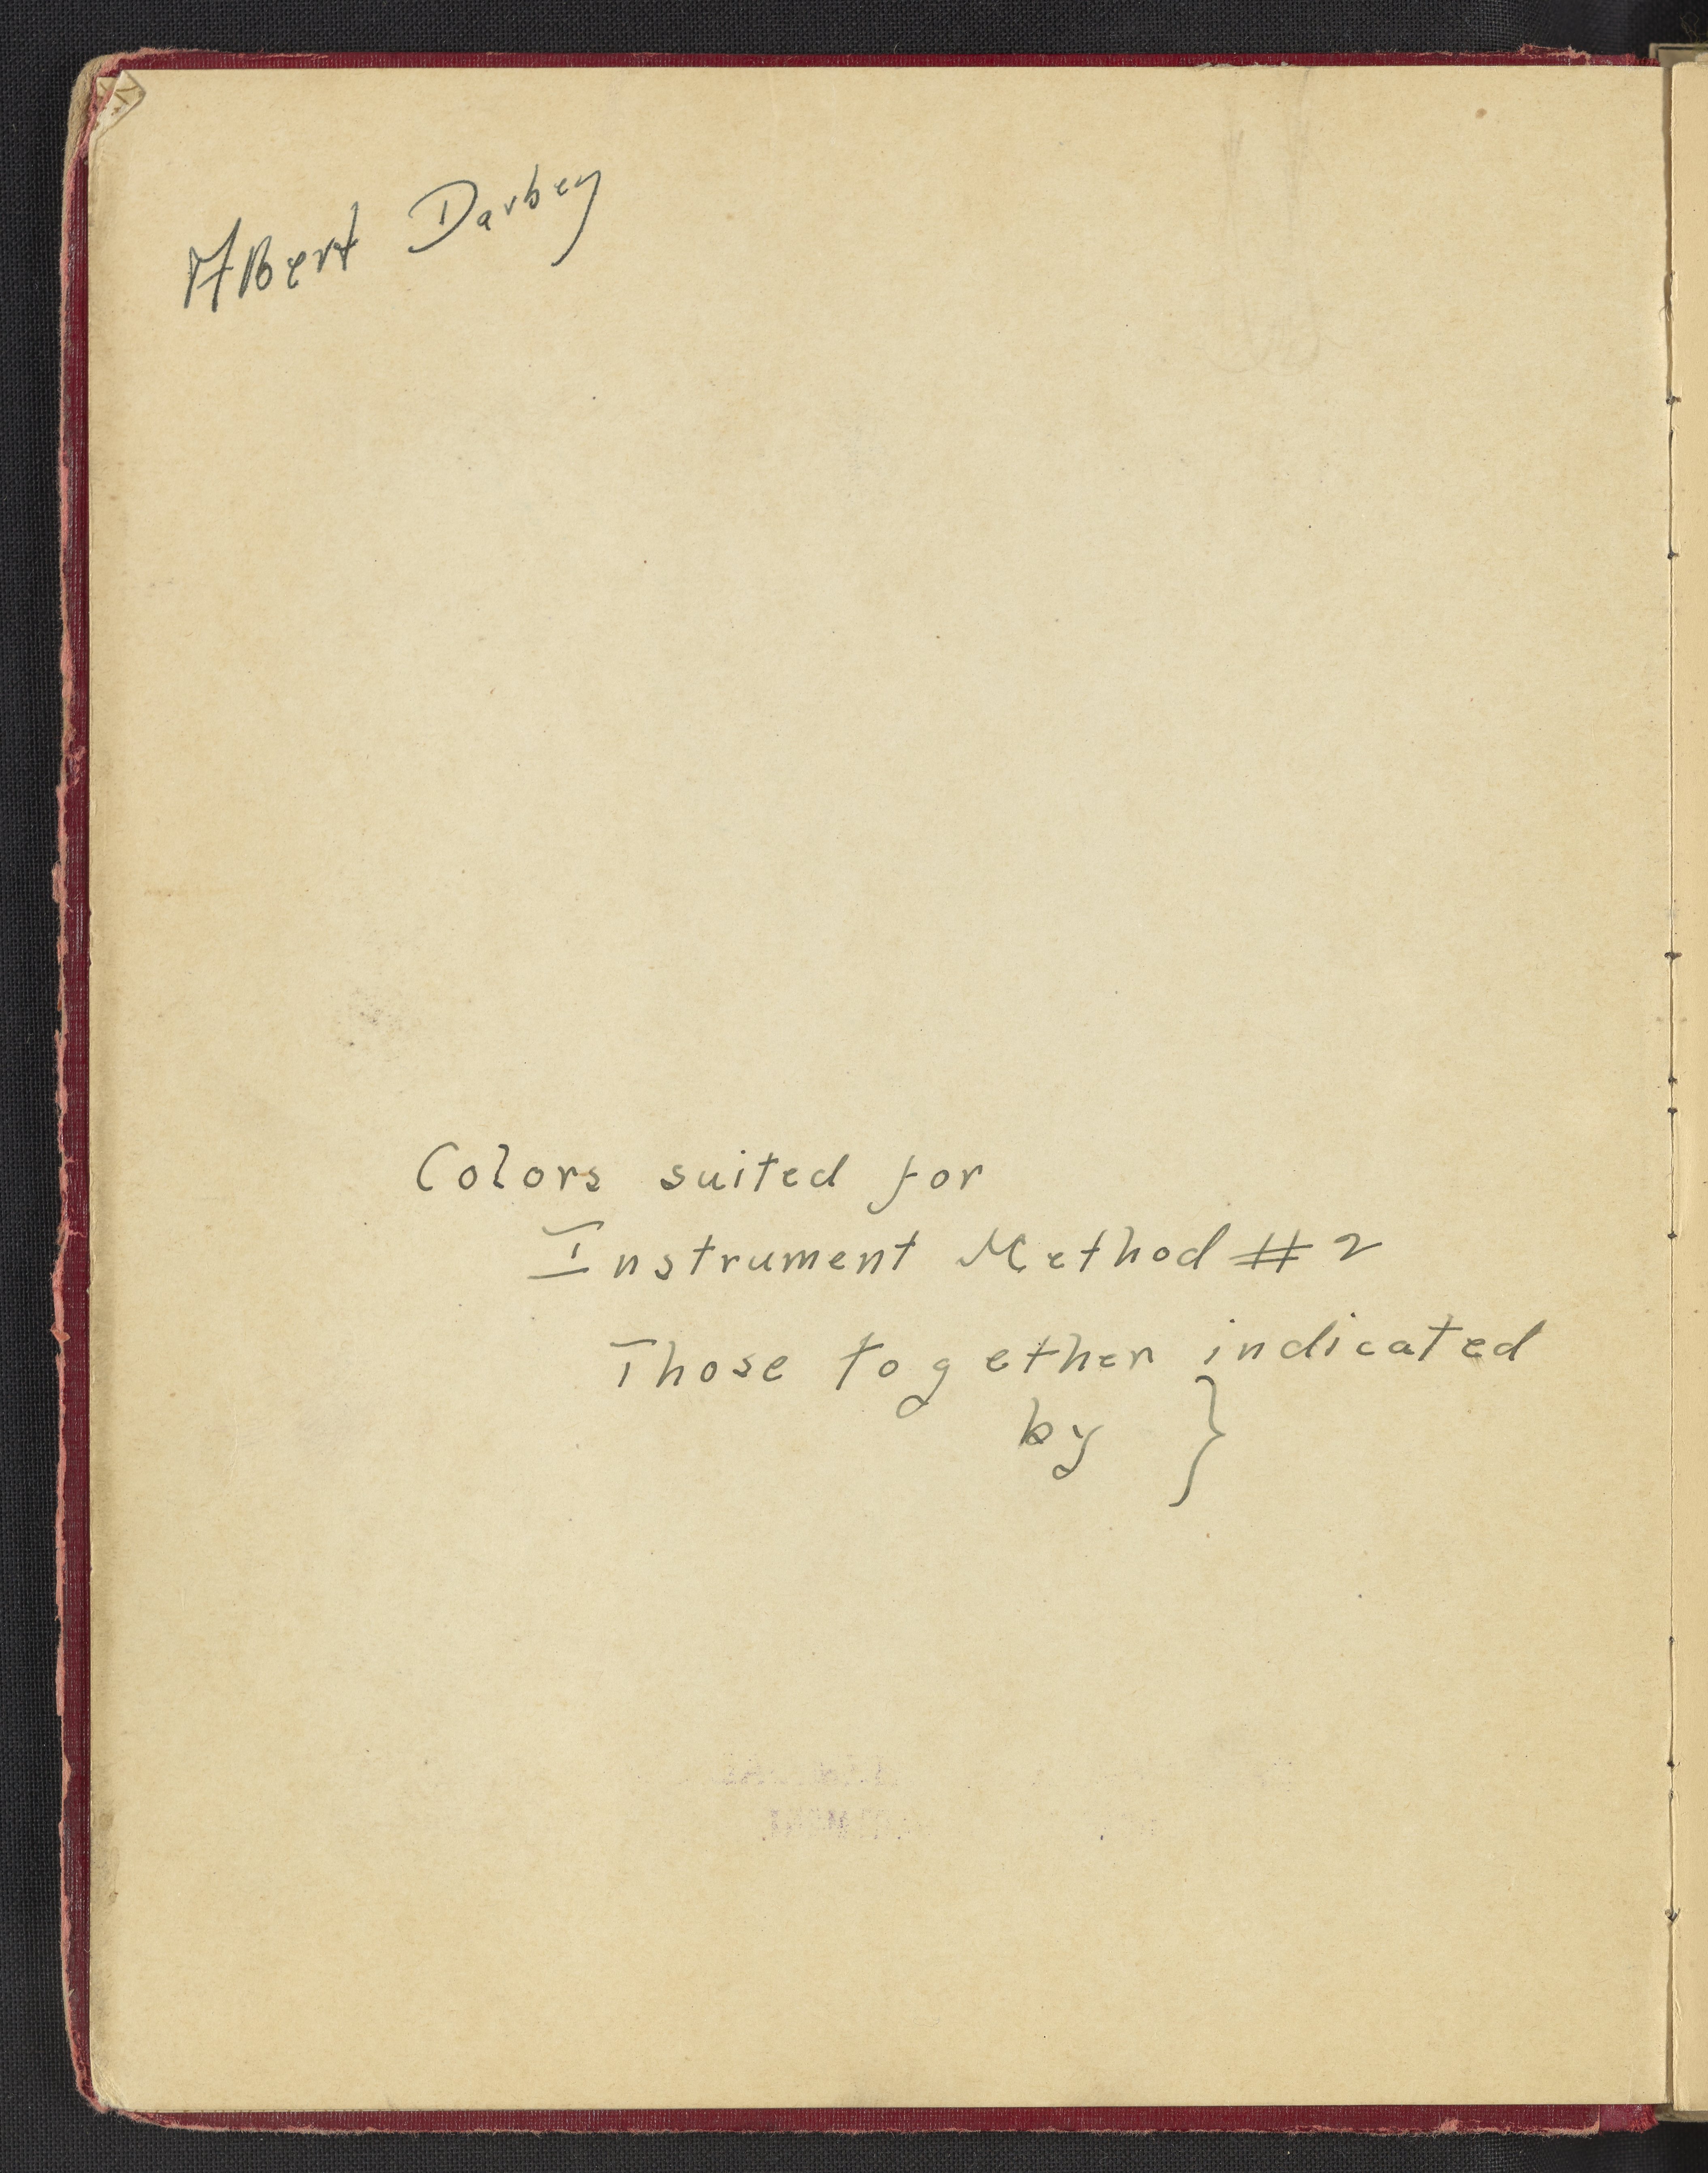 Albert Darbey
Colors suited for
Instrument Method # 2
Those together indicated
by }